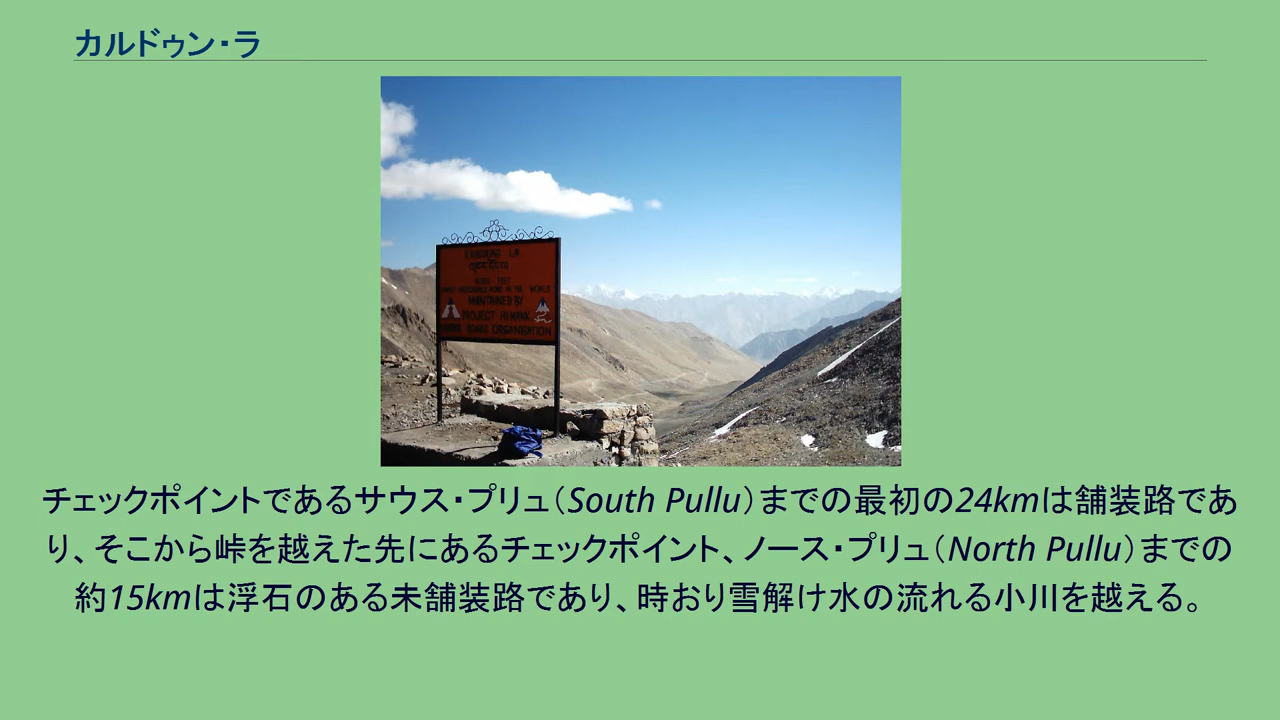 カルドゥン・ラ
KHARDUNG LA
MAINTAINED BY
PROJECT HIMANK
BORDER ROADS ORGANISATION
チェックポイントであるサウス・プリュ（South Pullu）までの最初の24kmは舗装路であ
り、そこから峠を越えた先にあるチェックポイント、ノース・プリュ（North Pullu）までの
約15kmは浮石のある未舗装路であり、時おり雪解け水の流れる小川を越える。